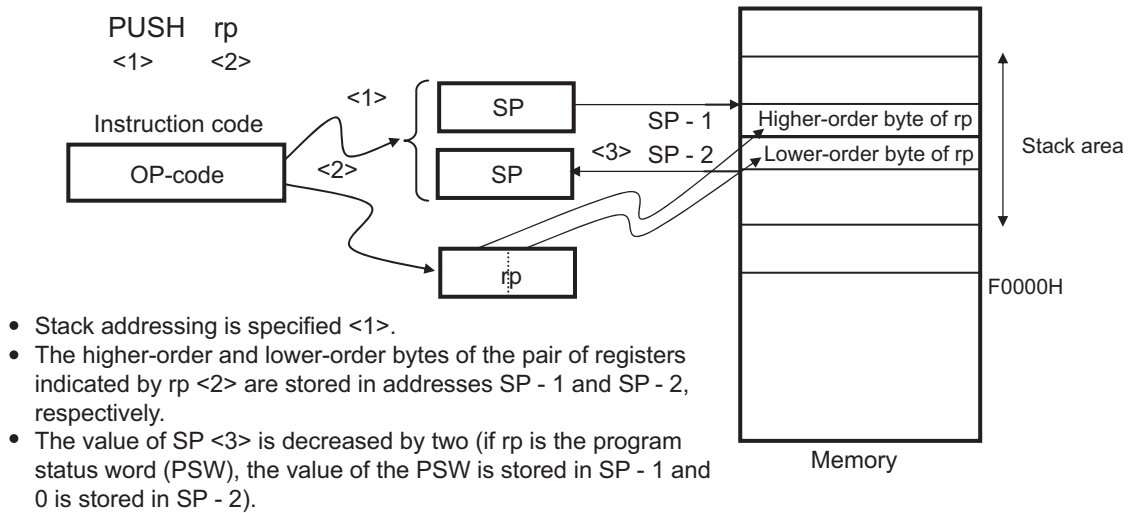 PUSH rp
<1> <2>
<1>
SP
SP - 1
Higher-order byte of rp
Instruction code
OP-code
<2>
<3>
SP - 2
SP
Lower-order byte of rp
Stack area
rp
F0000H
Memory
• Stack addressing is specified <1>.
• The higher-order and lower-order bytes of the pair of registers
indicated by rp <2> are stored in addresses SP - 1 and SP - 2,
respectively.
• The value of SP <3> is decreased by two (if rp is the program
status word (PSW), the value of the PSW is stored in SP - 1 and
0 is stored in SP - 2).